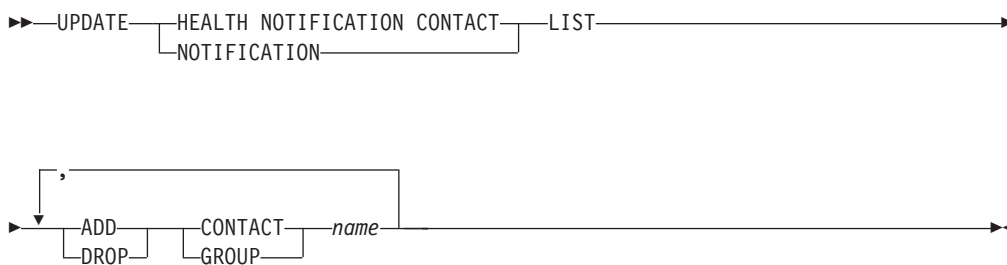 UPDATE HEALTH NOTIFICATION CONTACT LIST
NOTIFICATION
,
ADD CONTACT name
DROP GROUP